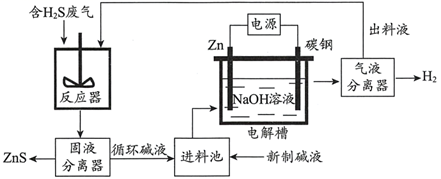 含H₂S废气
电源
Zn
碳钢
出料液
反应器
NaOH溶液
气液
分离器
H₂
电解槽
ZnS
固液
分离器
循环碱液
进料池
新制碱液